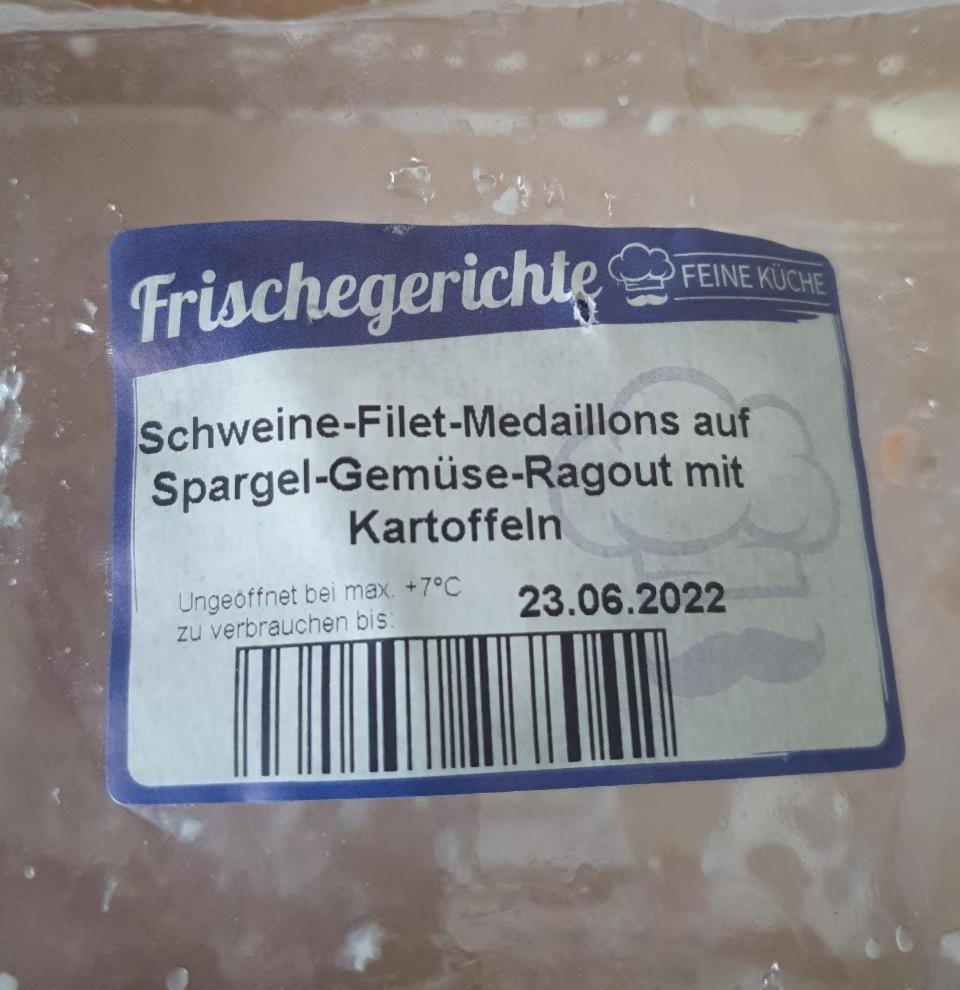 Frischegerichte FEINE KÜCHE
Schweine-Filet-Medaillons auf
Spargel-Gemüse-Ragout mit
Kartoffeln
Ungeöffnet bei max. +7°C
zu verbrauchen bis: 23.06.2022